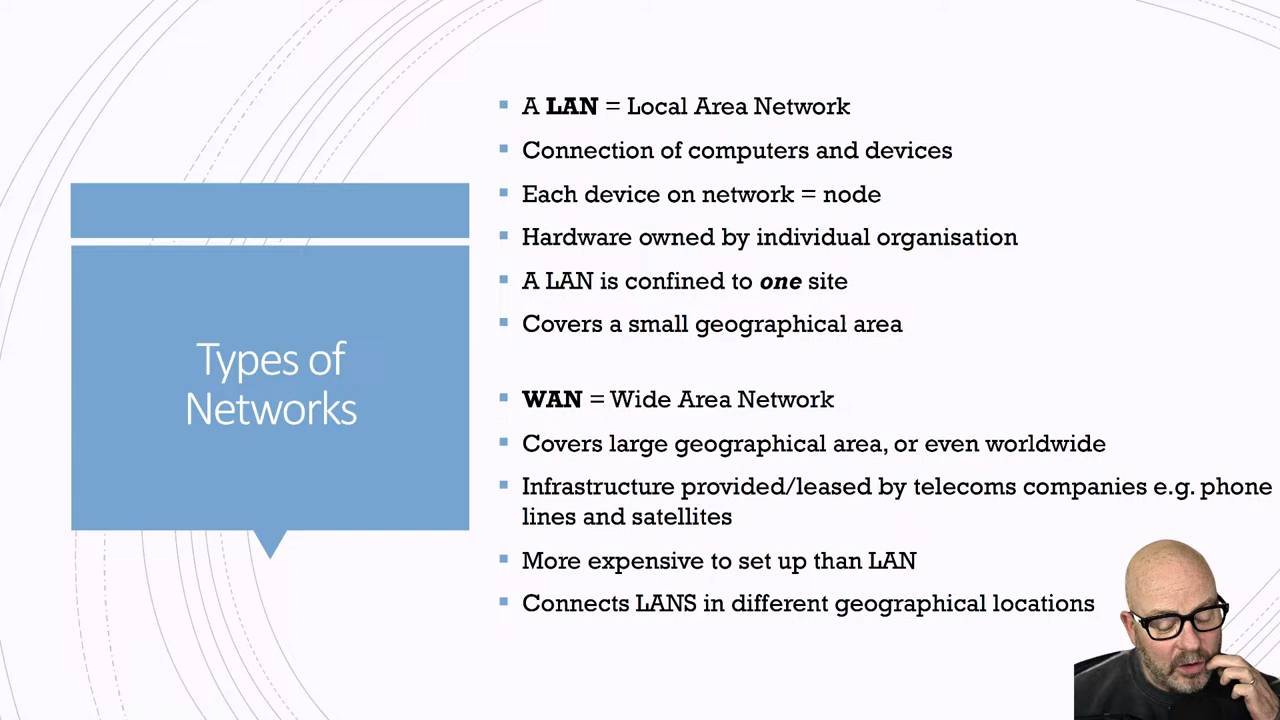 Types of
Networks
A LAN = Local Area Network
Connection of computers and devices
Each device on network = node
Hardware owned by individual organisation
A LAN is confined to one site
Covers a small geographical area
WAN = Wide Area Network
Covers large geographical area, or even worldwide
Infrastructure provided/leased by telecoms companies e.g. phone
lines and satellites
More expensive to set up than LAN
Connects LANS in different geographical locations